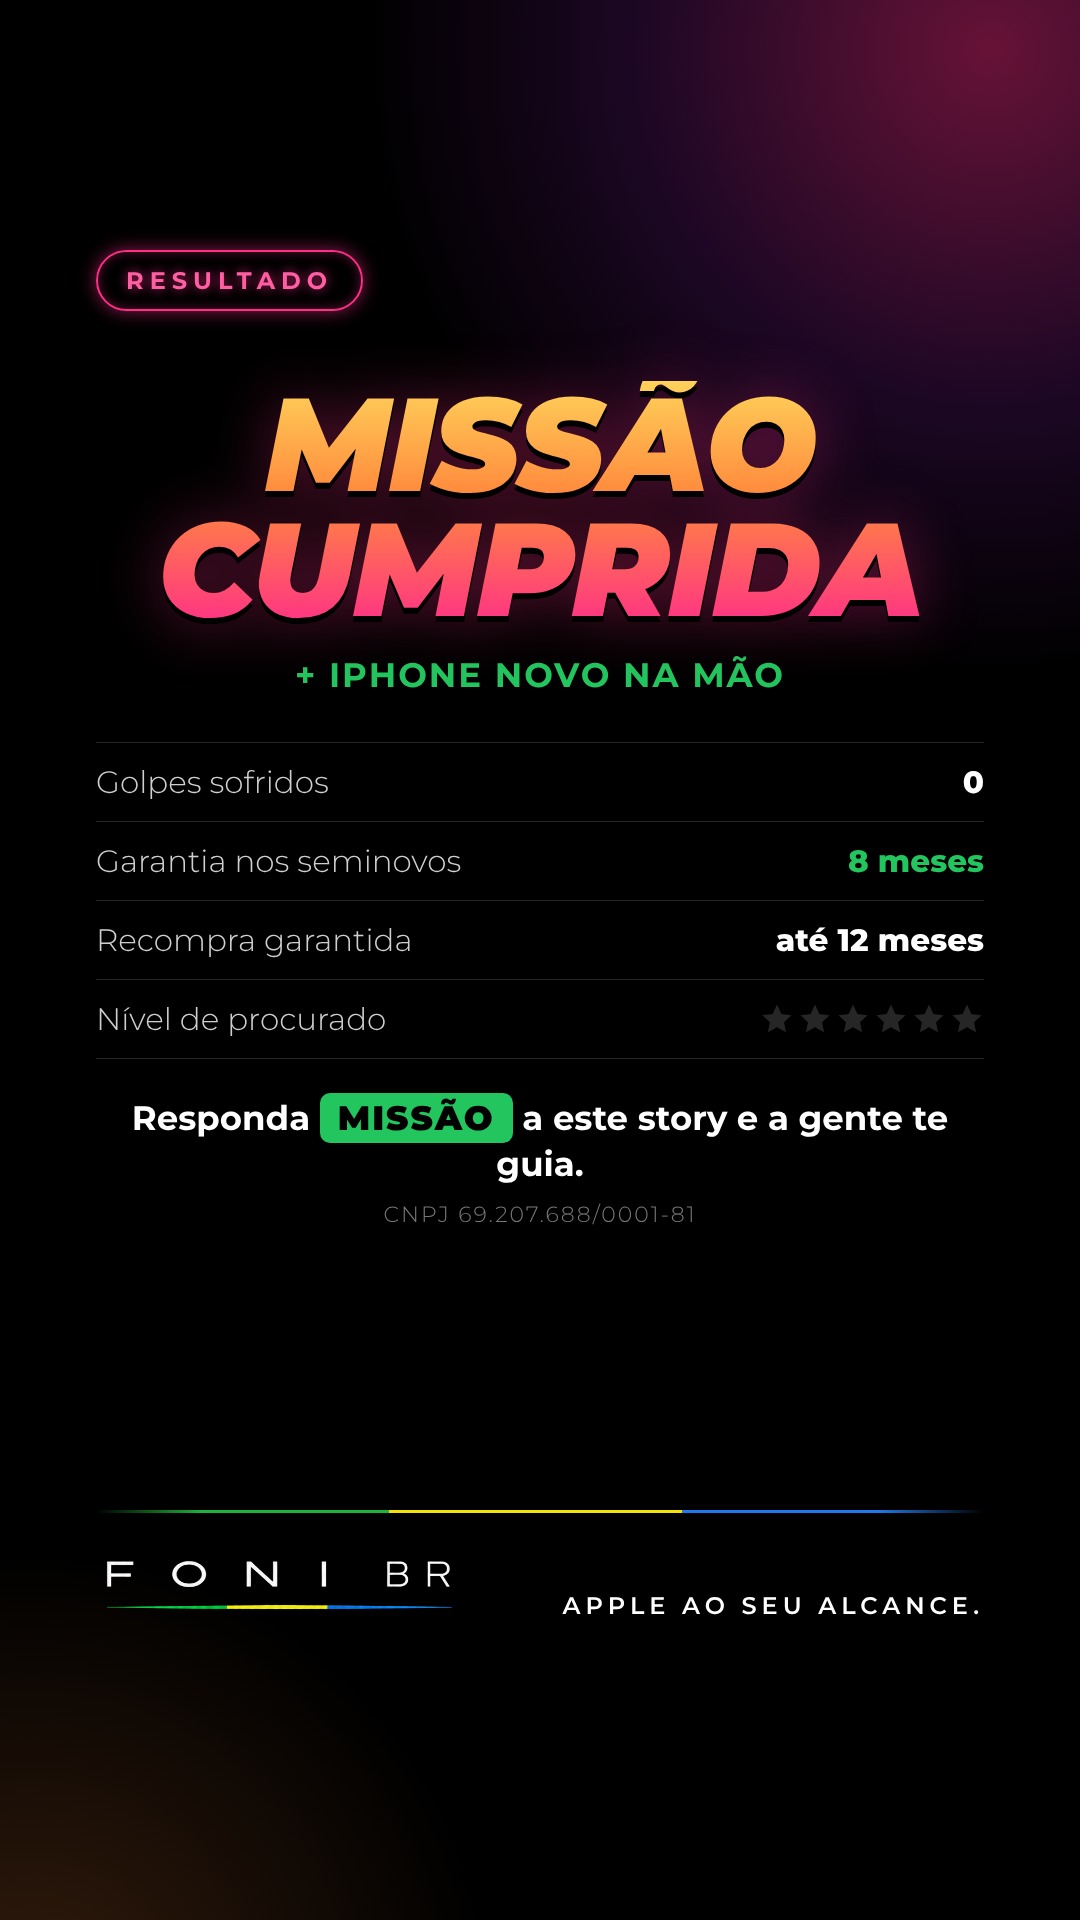 RESULTADO
MISSÃO
CUMPRIDA
+ IPHONE NOVO NA MÃO
Golpes sofridos 0
Garantia nos seminovos 8 meses
Recompra garantida até 12 meses
Nível de procurado ★★★★★★
Responda MISSÃO a este story e a gente te
guia.
CNPJ 69.207.688/0001-81
FONI BR
APPLE AO SEU ALCANCE.